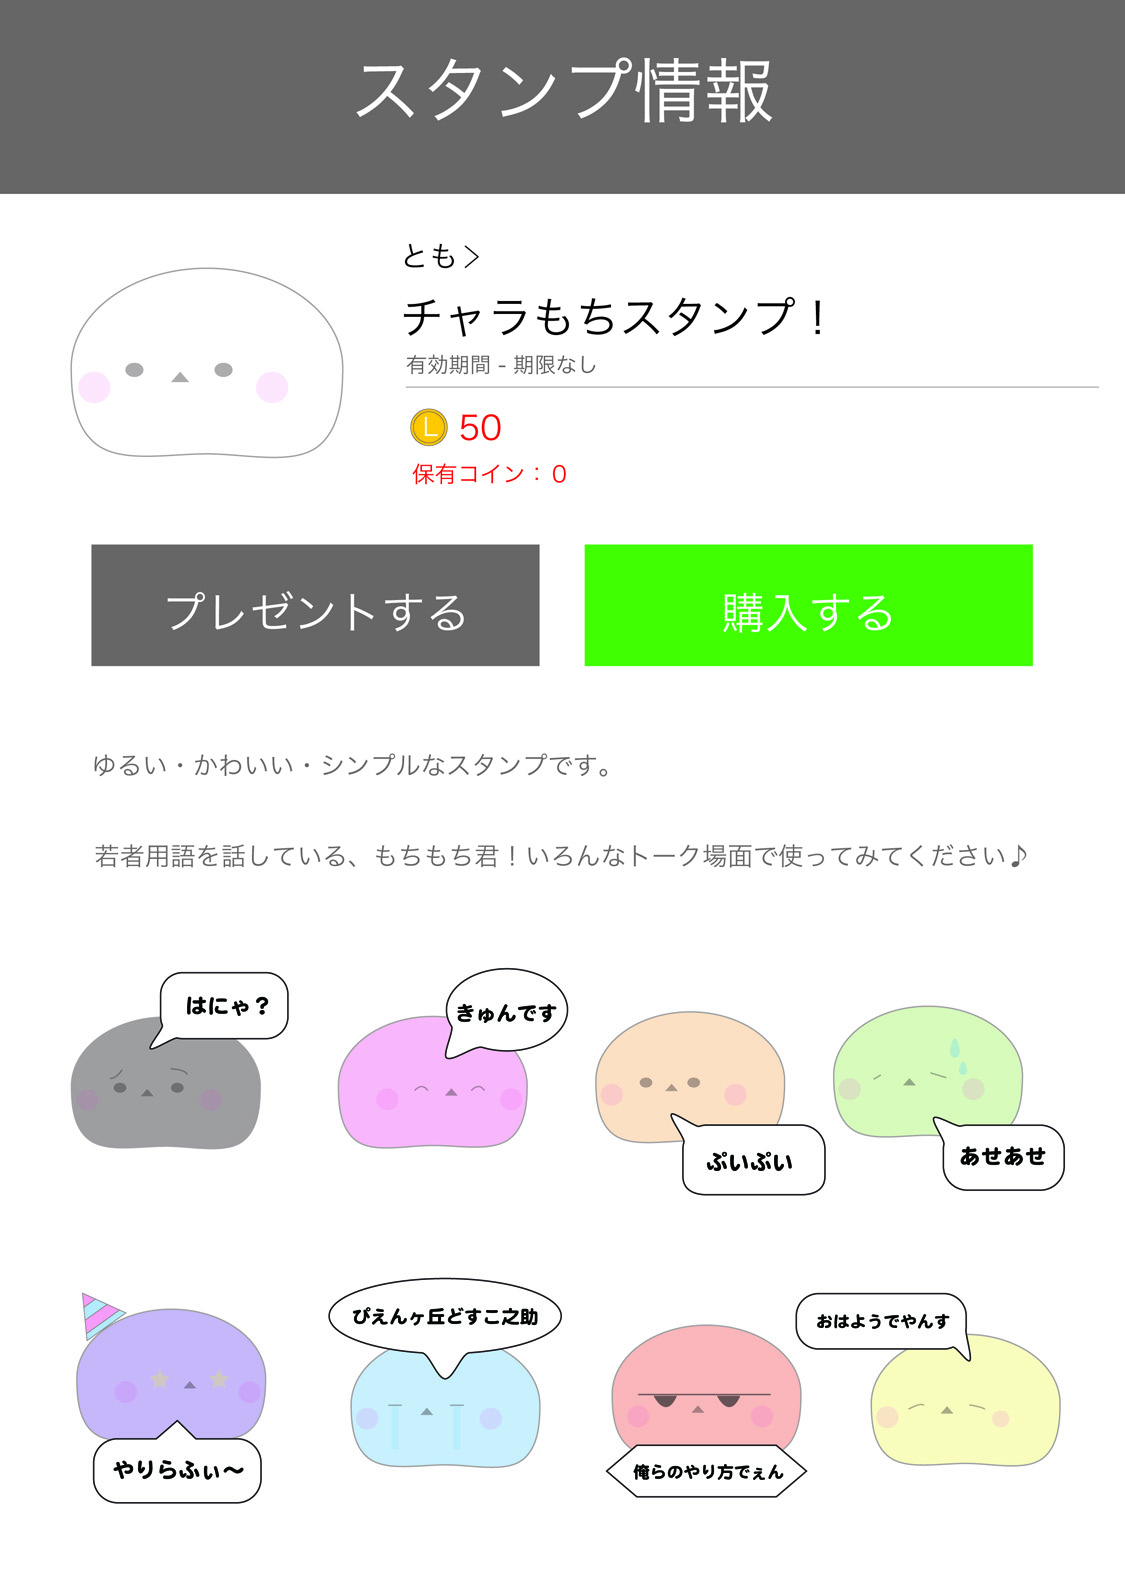 スタンプ情報
とも＞
チャラもちスタンプ！
有効期間 - 期限なし
L 50
保有コイン：0
プレゼントする
購入する
ゆるい・かわいい・シンプルなスタンプです。
若者用語を話している、もちもち君！いろんなトーク場面で使ってみてください♪
はにゃ？
きゅんです
ぷいぷい
あせあせ
やりらふぃ〜
ぴえんヶ丘どすこ之助
俺らのやり方でぇん
おはようでやんす